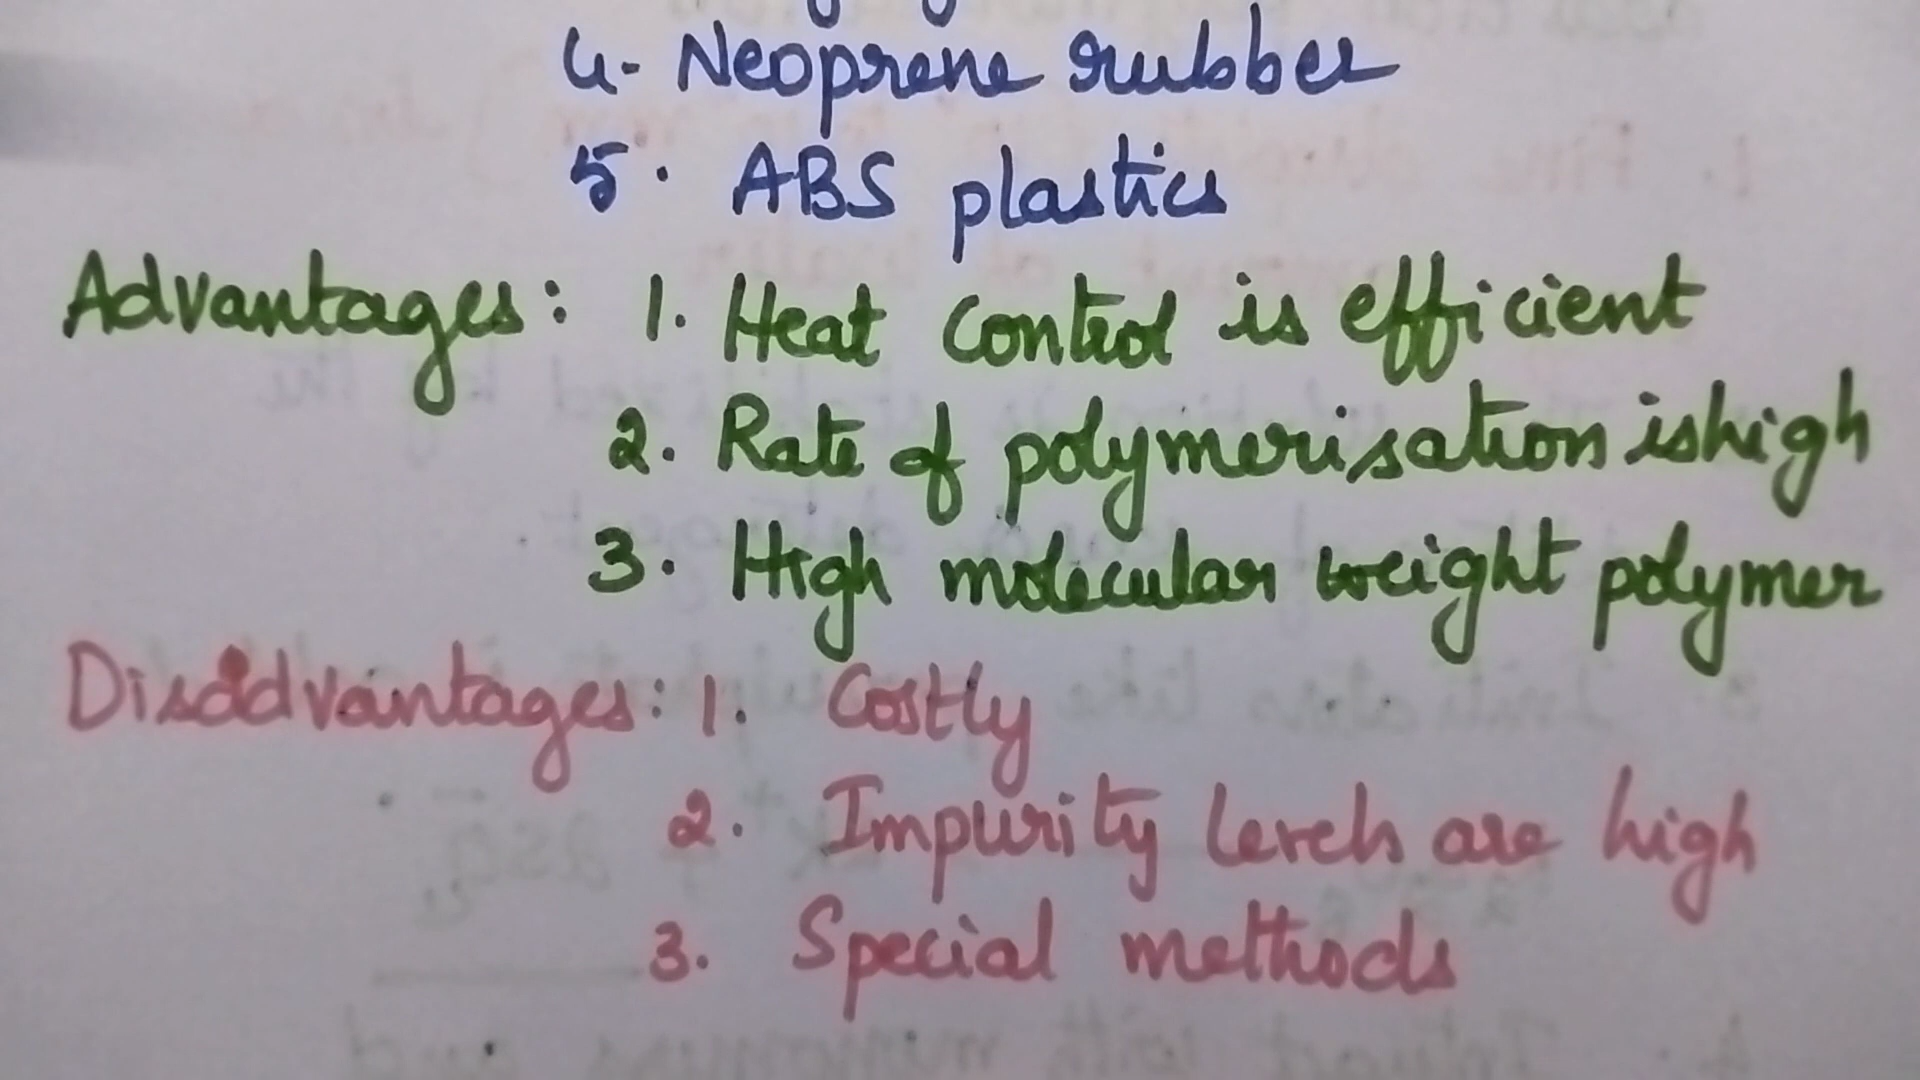 4. Neoprene rubber
5. ABS plastics
Advantages: 1. Heat control is efficient
2. Rate of polymerisation is high
3. High molecular weight polymer
Disadvantages: 1. Costly
2. Impurity levels are high
3. Special methods